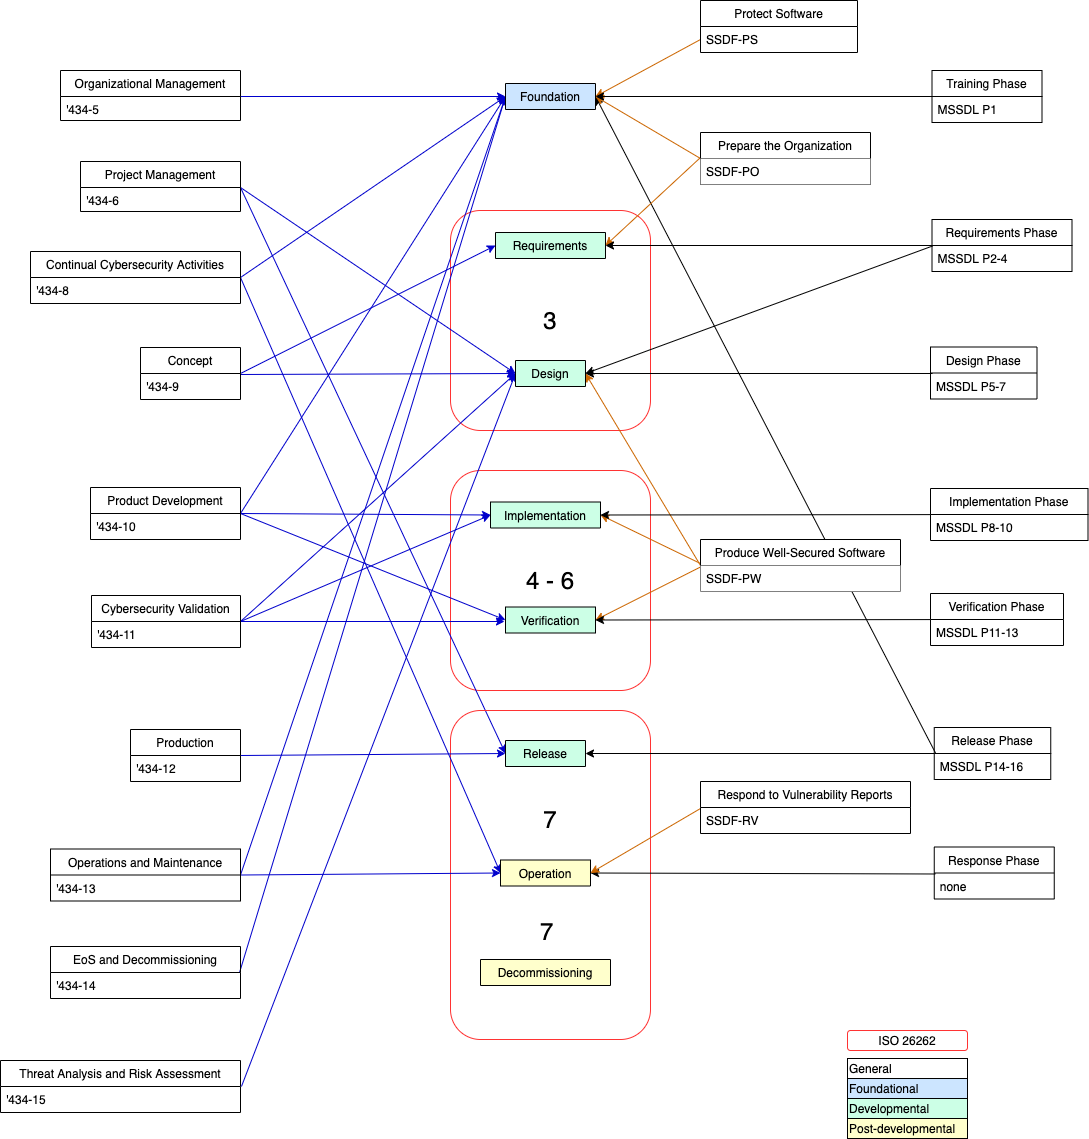 Protect Software
SSDF-PS
Organizational Management
'434-5
Foundation
Training Phase
MSSDL P1
Prepare the Organization
SSDF-PO
Project Management
'434-6
Requirements
Requirements Phase
MSSDL P2-4
Continual Cybersecurity Activities
'434-8
3
Concept
'434-9
Design
Design Phase
MSSDL P5-7
Product Development
'434-10
Implementation
Implementation Phase
MSSDL P8-10
Produce Well-Secured Software
SSDF-PW
4 - 6
Cybersecurity Validation
'434-11
Verification
Verification Phase
MSSDL P11-13
Production
'434-12
Release
Release Phase
MSSDL P14-16
Respond to Vulnerability Reports
SSDF-RV
7
Operations and Maintenance
'434-13
Operation
Response Phase
none
7
EoS and Decommissioning
'434-14
Decommissioning
Threat Analysis and Risk Assessment
'434-15
ISO 26262
General
Foundational
Developmental
Post-developmental